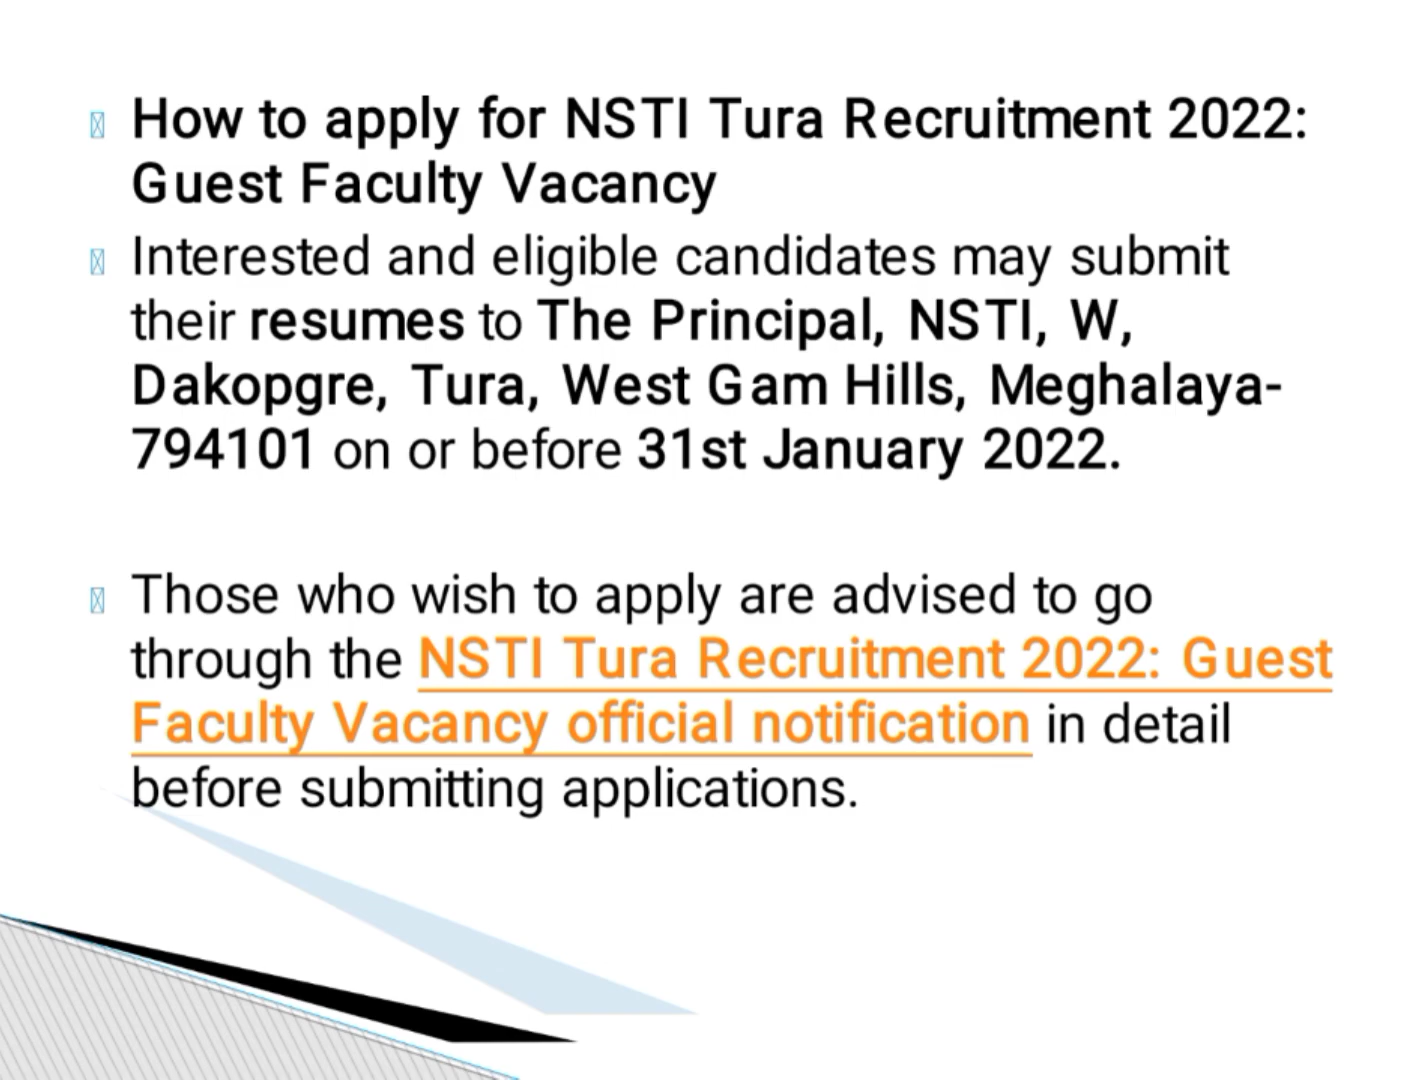 How to apply for NSTI Tura Recruitment 2022:
Guest Faculty Vacancy
Interested and eligible candidates may submit
their resumes to The Principal, NSTI, W,
Dakopgre, Tura, West Gam Hills, Meghalaya-
794101 on or before 31st January 2022.
Those who wish to apply are advised to go
through the NSTI Tura Recruitment 2022: Guest
Faculty Vacancy official notification in detail
before submitting applications.